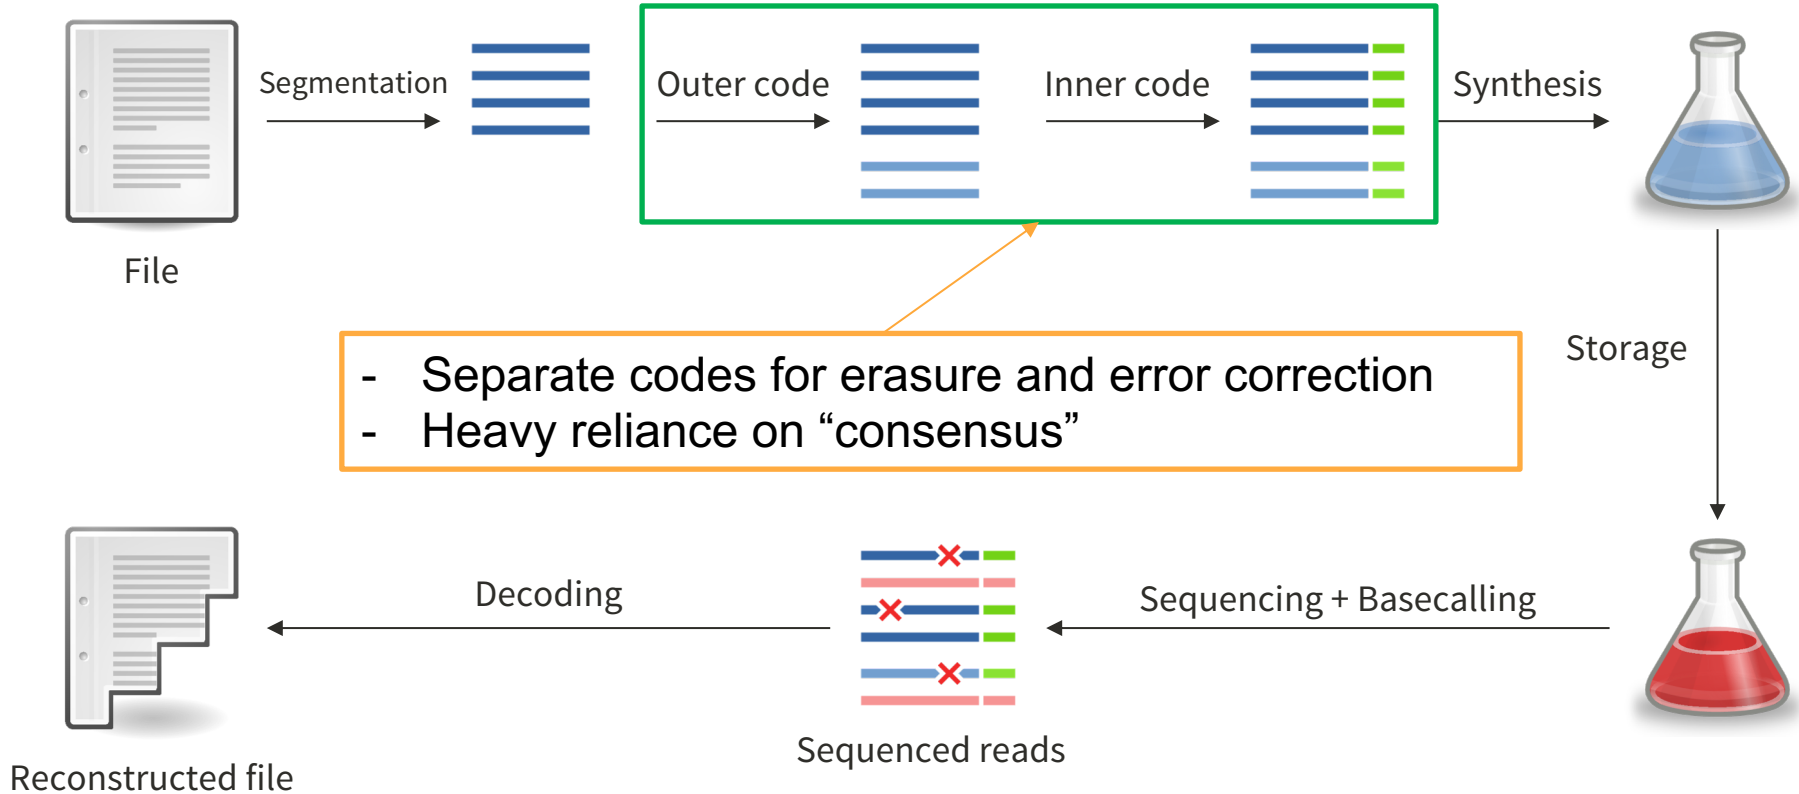 Segmentation
Outer code
Inner code
Synthesis
File
Storage
- Separate codes for erasure and error correction
- Heavy reliance on “consensus”
Decoding
Sequencing + Basecalling
Sequenced reads
Reconstructed file